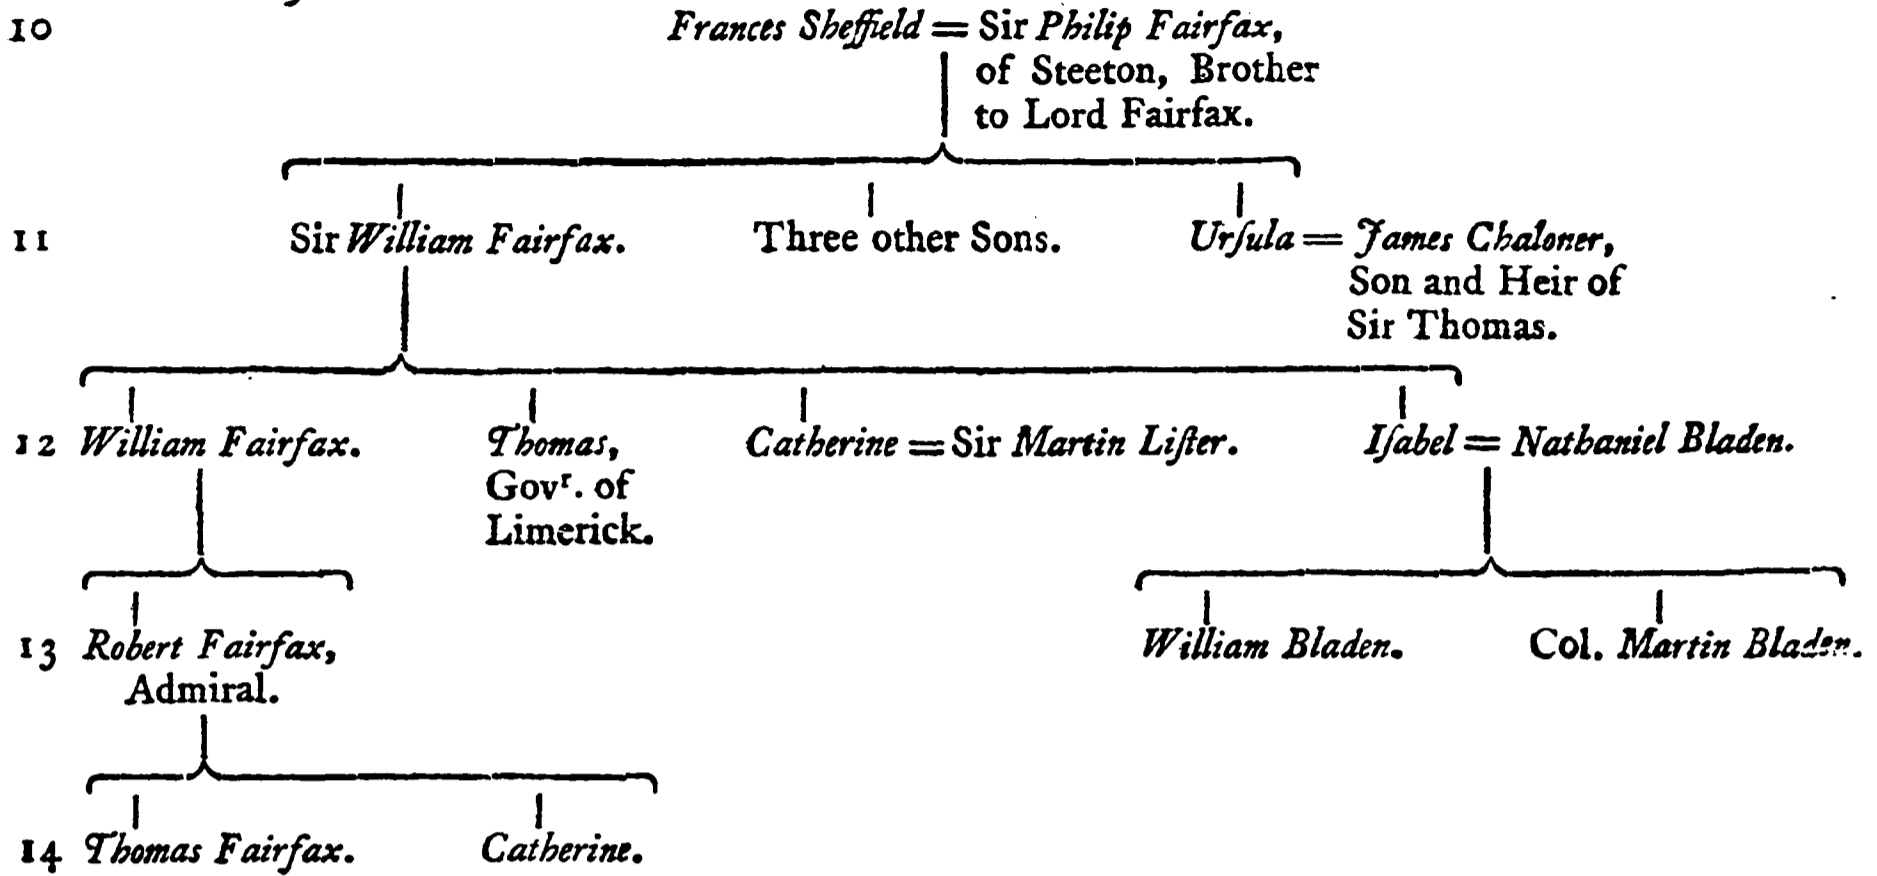 10 Frances Sheffield = Sir Philip Fairfax,
of Steeton, Brother
to Lord Fairfax.
11 Sir William Fairfax. Three other Sons. Urſula = James Chaloner,
Son and Heir of
Sir Thomas.
12 William Fairfax. Thomas, Catherine = Sir Martin Liſter. Iſabel = Nathaniel Bladen.
Govʳ. of
Limerick.
13 Robert Fairfax, William Bladen. Col. Martin Bladen.
Admiral.
14 Thomas Fairfax. Catherine.